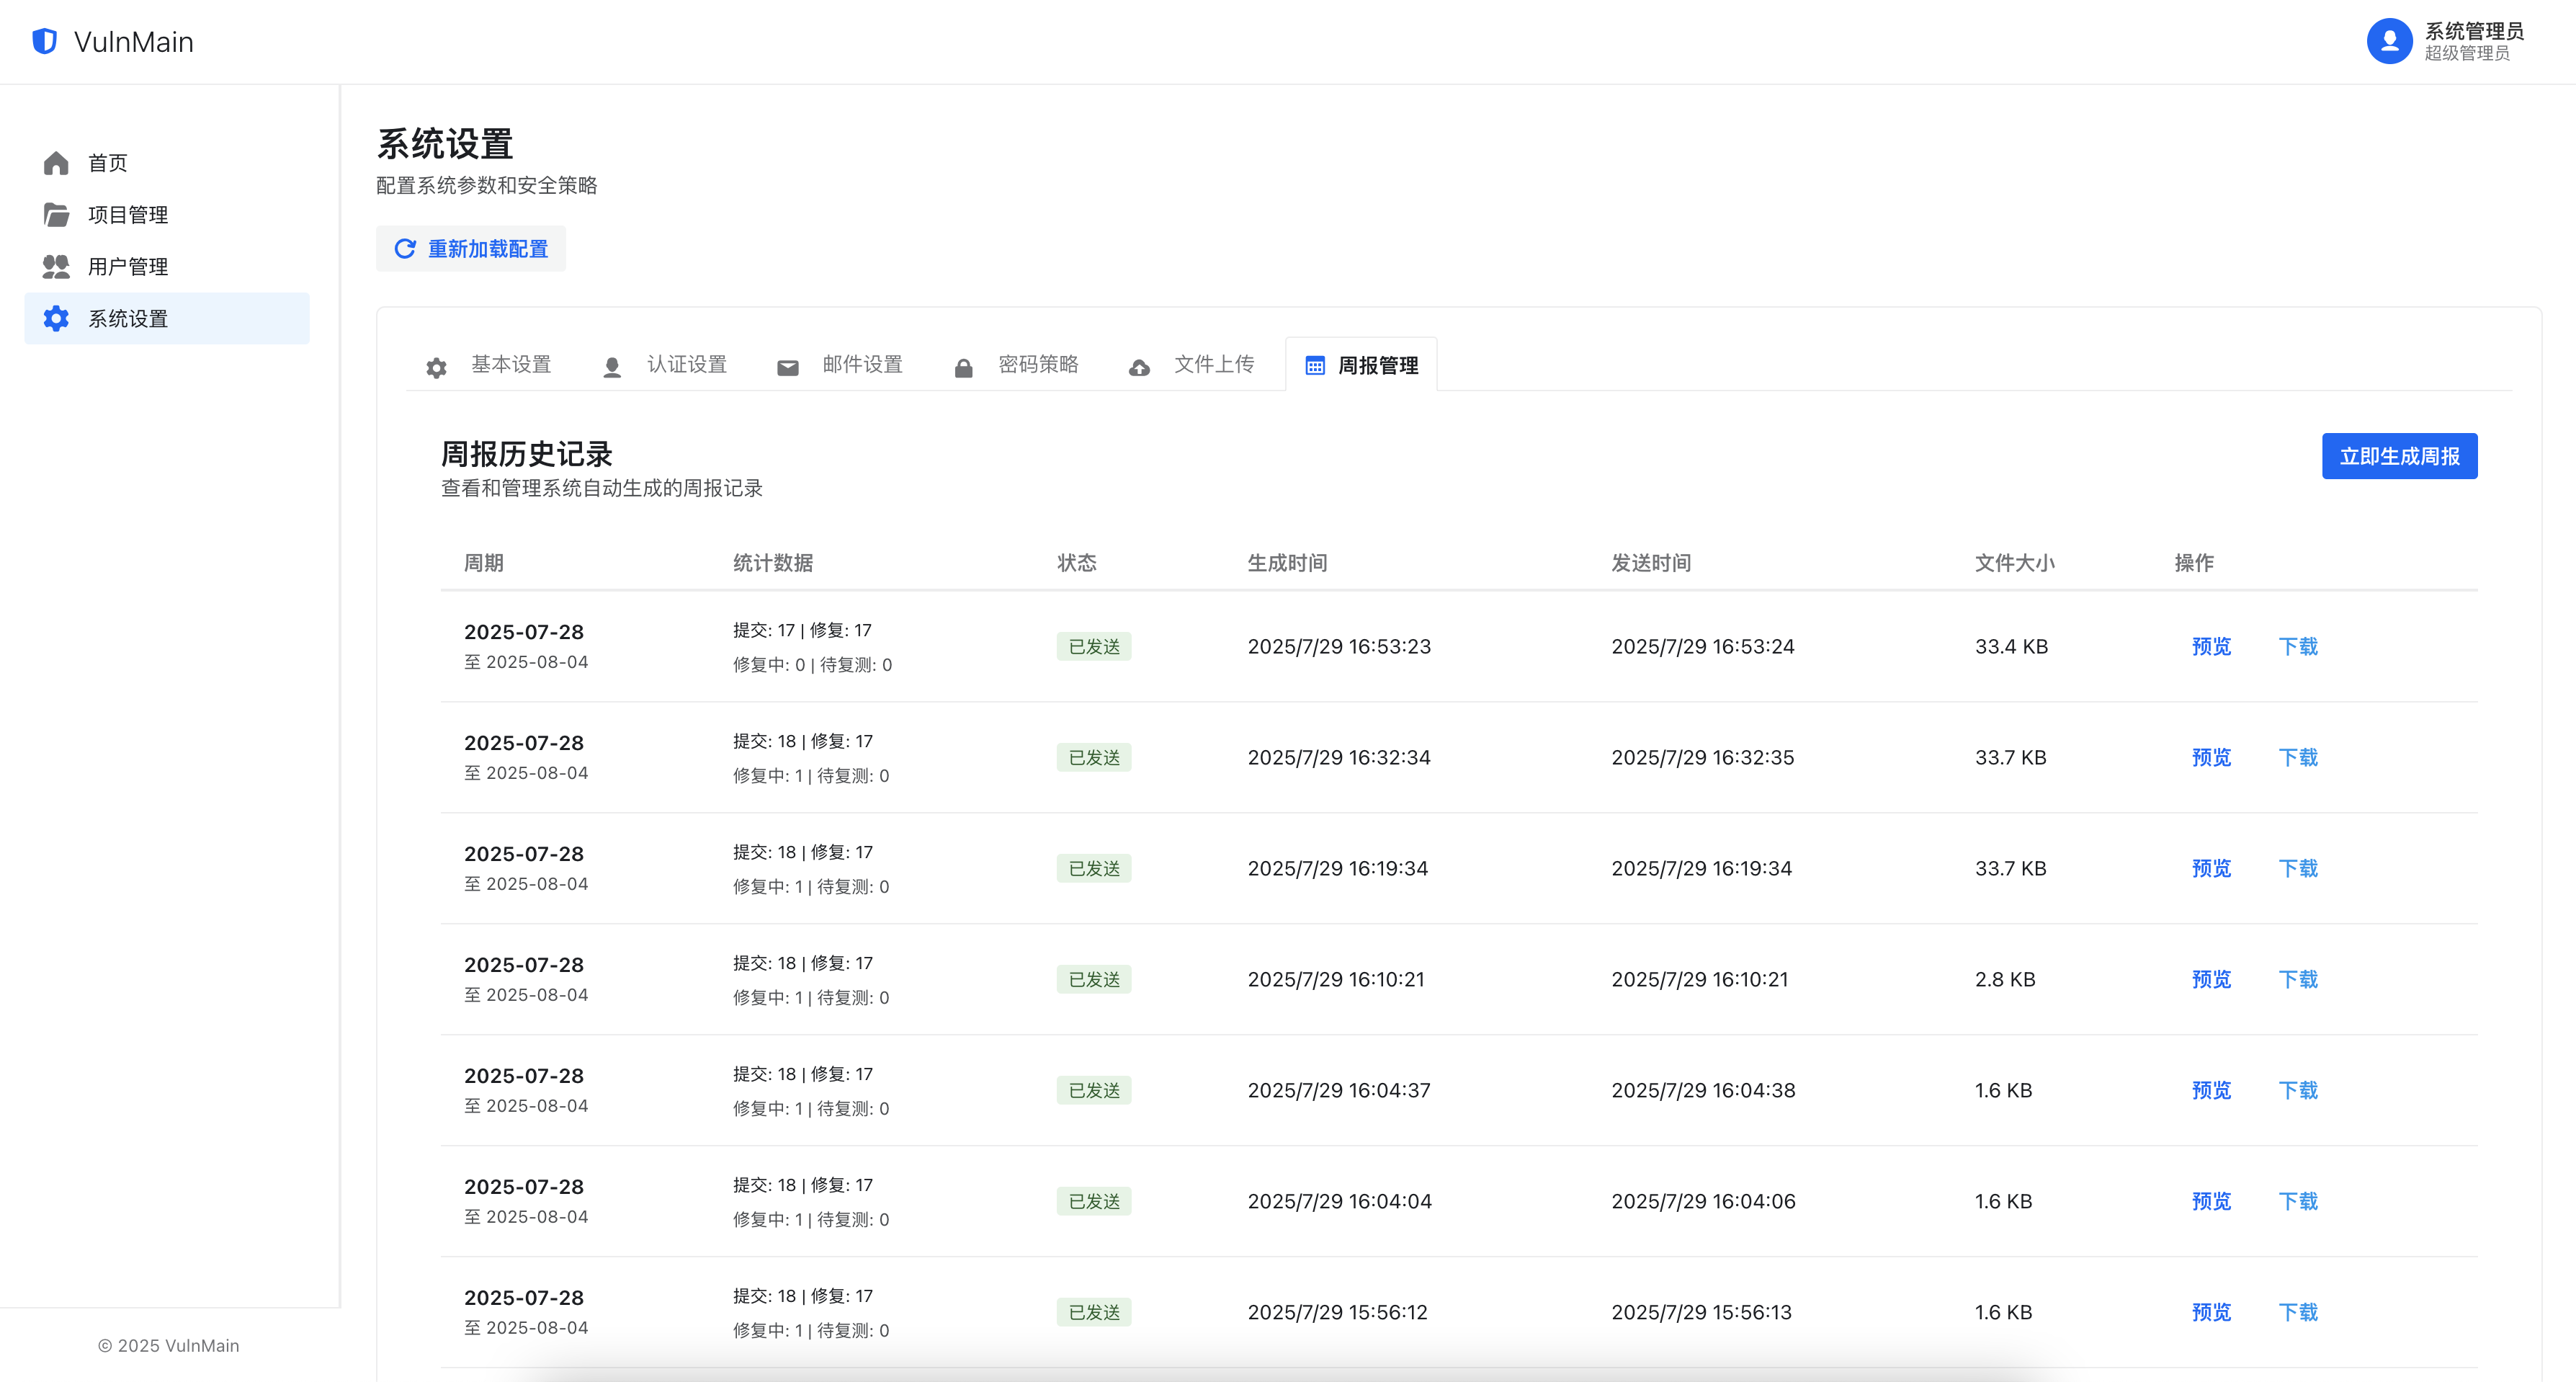 VulnMain
系统管理员
超级管理员
首页
项目管理
用户管理
系统设置
© 2025 VulnMain
系统设置
配置系统参数和安全策略
重新加载配置
基本设置 认证设置 邮件设置 密码策略 文件上传 周报管理
周报历史记录
查看和管理系统自动生成的周报记录
立即生成周报
周期 统计数据 状态 生成时间 发送时间 文件大小 操作
2025-07-28
至 2025-08-04
提交: 17 | 修复: 17
修复中: 0 | 待复测: 0
已发送 2025/7/29 16:53:23 2025/7/29 16:53:24 33.4 KB 预览 下载
2025-07-28
至 2025-08-04
提交: 18 | 修复: 17
修复中: 1 | 待复测: 0
已发送 2025/7/29 16:32:34 2025/7/29 16:32:35 33.7 KB 预览 下载
2025-07-28
至 2025-08-04
提交: 18 | 修复: 17
修复中: 1 | 待复测: 0
已发送 2025/7/29 16:19:34 2025/7/29 16:19:34 33.7 KB 预览 下载
2025-07-28
至 2025-08-04
提交: 18 | 修复: 17
修复中: 1 | 待复测: 0
已发送 2025/7/29 16:10:21 2025/7/29 16:10:21 2.8 KB 预览 下载
2025-07-28
至 2025-08-04
提交: 18 | 修复: 17
修复中: 1 | 待复测: 0
已发送 2025/7/29 16:04:37 2025/7/29 16:04:38 1.6 KB 预览 下载
2025-07-28
至 2025-08-04
提交: 18 | 修复: 17
修复中: 1 | 待复测: 0
已发送 2025/7/29 16:04:04 2025/7/29 16:04:06 1.6 KB 预览 下载
2025-07-28
至 2025-08-04
提交: 18 | 修复: 17
修复中: 1 | 待复测: 0
已发送 2025/7/29 15:56:12 2025/7/29 15:56:13 1.6 KB 预览 下载